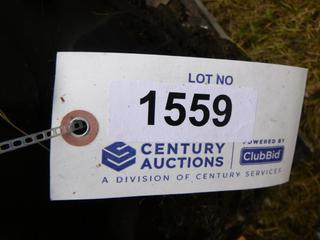 LOT NO
1559
CENTURY
AUCTIONS
POWERED BY
ClubBid
A DIVISION OF CENTURY SERVICES